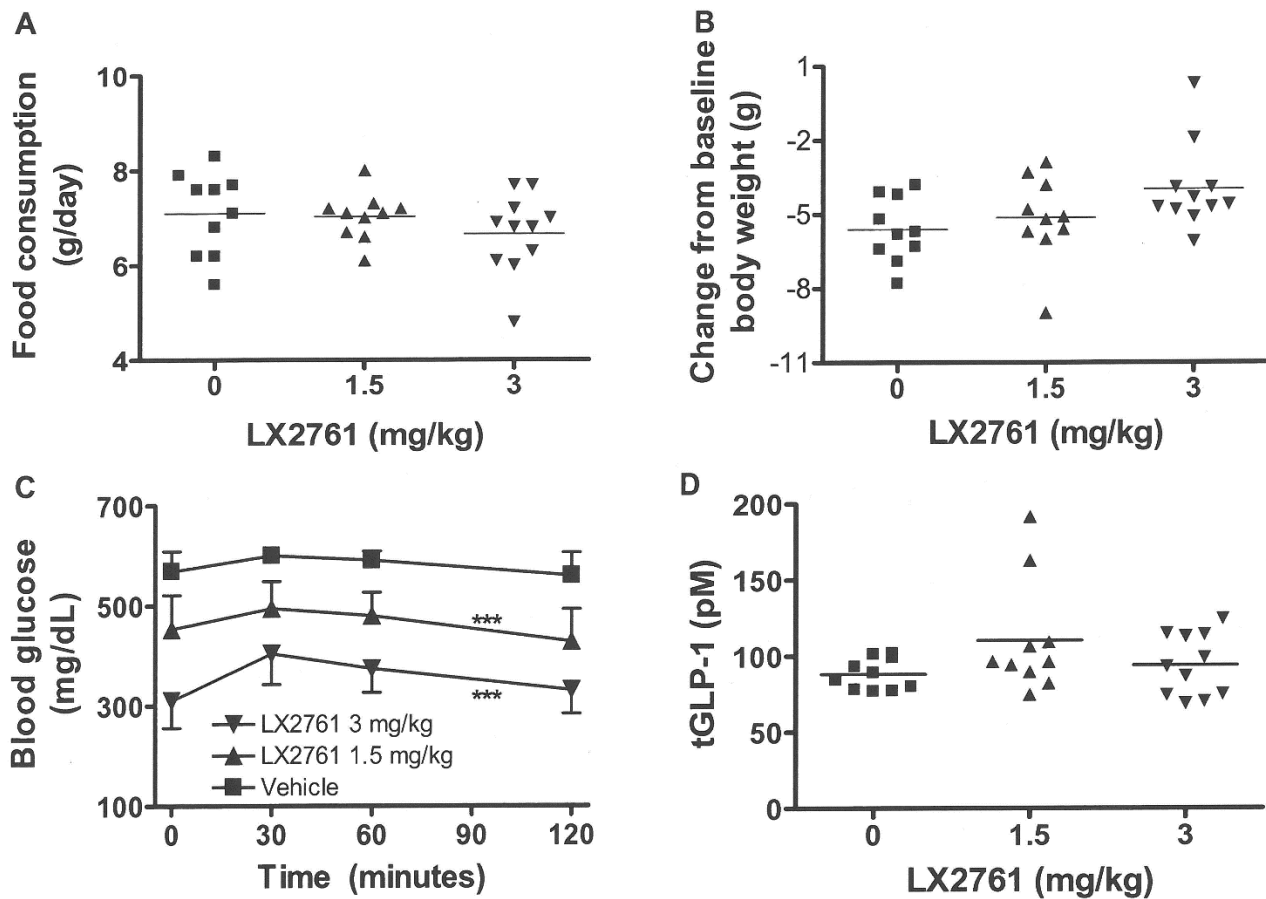 A
Food consumption
(g/day)
10
8
6
4
0 1.5 3
LX2761 (mg/kg)
B
Change from baseline
body weight (g)
1
-2
-5
-8
-11
0 1.5 3
LX2761 (mg/kg)
C
Blood glucose
(mg/dL)
700
500
300
100
***
***
LX2761 3 mg/kg
LX2761 1.5 mg/kg
Vehicle
0 30 60 90 120
Time (minutes)
D
tGLP-1 (pM)
200
150
100
50
0
0 1.5 3
LX2761 (mg/kg)